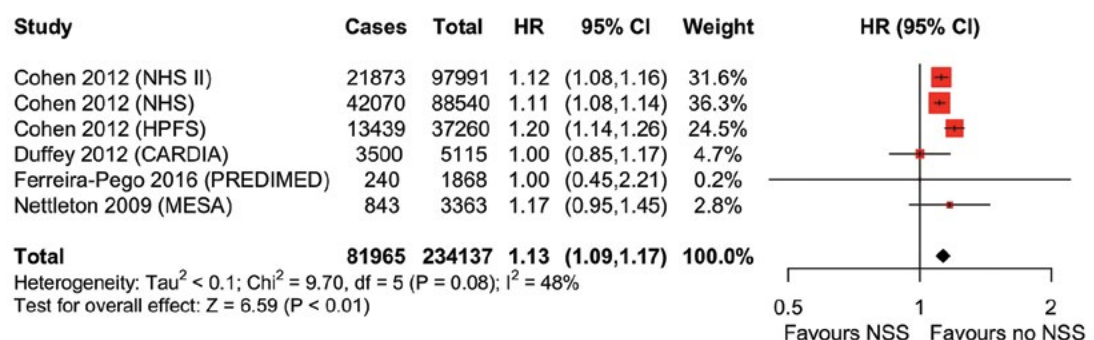 Study Cases Total HR 95% CI Weight HR (95% CI)
Cohen 2012 (NHS II) 21873 97991 1.12 (1.08,1.16) 31.6%
Cohen 2012 (NHS) 42070 88540 1.11 (1.08,1.14) 36.3%
Cohen 2012 (HPFS) 13439 37260 1.20 (1.14,1.26) 24.5%
Duffey 2012 (CARDIA) 3500 5115 1.00 (0.85,1.17) 4.7%
Ferreira-Pego 2016 (PREDIMED) 240 1868 1.00 (0.45,2.21) 0.2%
Nettleton 2009 (MESA) 843 3363 1.17 (0.95,1.45) 2.8%
Total 81965 234137 1.13 (1.09,1.17) 100.0%
Heterogeneity: Tau² < 0.1; Chi² = 9.70, df = 5 (P = 0.08); I² = 48%
Test for overall effect: Z = 6.59 (P < 0.01)
0.5 1 2
Favours NSS Favours no NSS